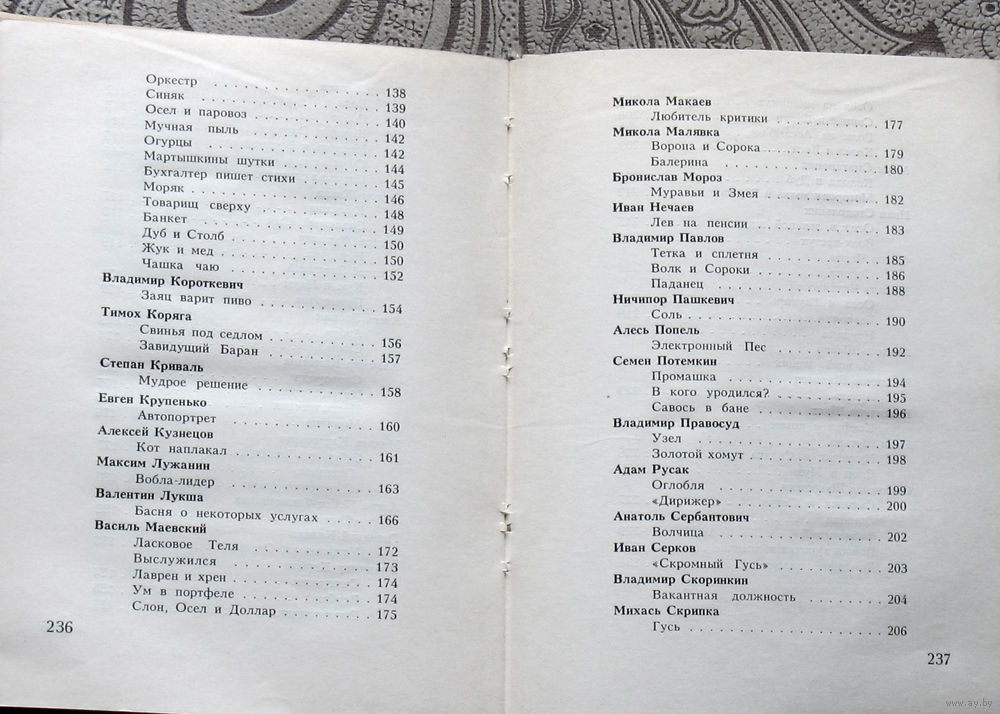 Оркестр . . . . . . . . . . . . . . . 138
Синяк . . . . . . . . . . . . . . . . 139
Осел и паровоз . . . . . . . . . . . 140
Мучная пыль . . . . . . . . . . . . 142
Огурцы . . . . . . . . . . . . . . . 142
Мартышкины шутки . . . . . . . . . 144
Бухгалтер пишет стихи . . . . . . . 145
Моряк . . . . . . . . . . . . . . . 146
Товарищ сверху . . . . . . . . . . . 148
Банкет . . . . . . . . . . . . . . . 149
Дуб и Столб . . . . . . . . . . . . 150
Жук и мед . . . . . . . . . . . . . 150
Чашка чаю . . . . . . . . . . . . . 152
Владимир Короткевич
Заяц варит пиво . . . . . . . . . . 154
Тимох Коряга
Свинья под седлом . . . . . . . . . 156
Завидущий Баран . . . . . . . . . . 157
Степан Криваль
Мудрое решение . . . . . . . . . . . 158
Евген Крупенько
Автопортрет . . . . . . . . . . . . 160
Алексей Кузнецов
Кот наплакал . . . . . . . . . . . . 161
Максим Лужанин
Вобла-лидер . . . . . . . . . . . . 163
Валентин Лукша
Басня о некоторых услугах . . . . . 166
Василь Маевский
Ласковое Теля . . . . . . . . . . . 172
Выслужился . . . . . . . . . . . . . 173
Лаврен и хрен . . . . . . . . . . . 174
Ум в портфеле . . . . . . . . . . . 174
Слон, Осел и Доллар . . . . . . . . 175
236
Микола Макаев
Любитель критики . . . . . . . . . . 177
Микола Малявка
Ворона и Сорока . . . . . . . . . . 179
Балерина . . . . . . . . . . . . . . 180
Бронислав Мороз
Муравьи и Змея . . . . . . . . . . . 182
Иван Нечаев
Лев на пенсии . . . . . . . . . . . 183
Владимир Павлов
Тетка и сплетня . . . . . . . . . . 185
Волк и Сороки . . . . . . . . . . . 186
Паданец . . . . . . . . . . . . . . 188
Ничипор Пашкевич
Соль . . . . . . . . . . . . . . . . 190
Алесь Попель
Электронный Пес . . . . . . . . . . 192
Семен Потемкин
Промашка . . . . . . . . . . . . . . 194
В кого уродился? . . . . . . . . . . 195
Савось в бане . . . . . . . . . . . 196
Владимир Правосуд
Узел . . . . . . . . . . . . . . . . 197
Золотой хомут . . . . . . . . . . . 198
Адам Русак
Оглобля . . . . . . . . . . . . . . 199
«Дирижер» . . . . . . . . . . . . . 200
Анатоль Сербантович
Волчица . . . . . . . . . . . . . . 202
Иван Серков
«Скромный Гусь» . . . . . . . . . . 203
Владимир Скоринкин
Вакантная должность . . . . . . . . 204
Михась Скрипка
Гусь . . . . . . . . . . . . . . . . 206
237
www.ay.by